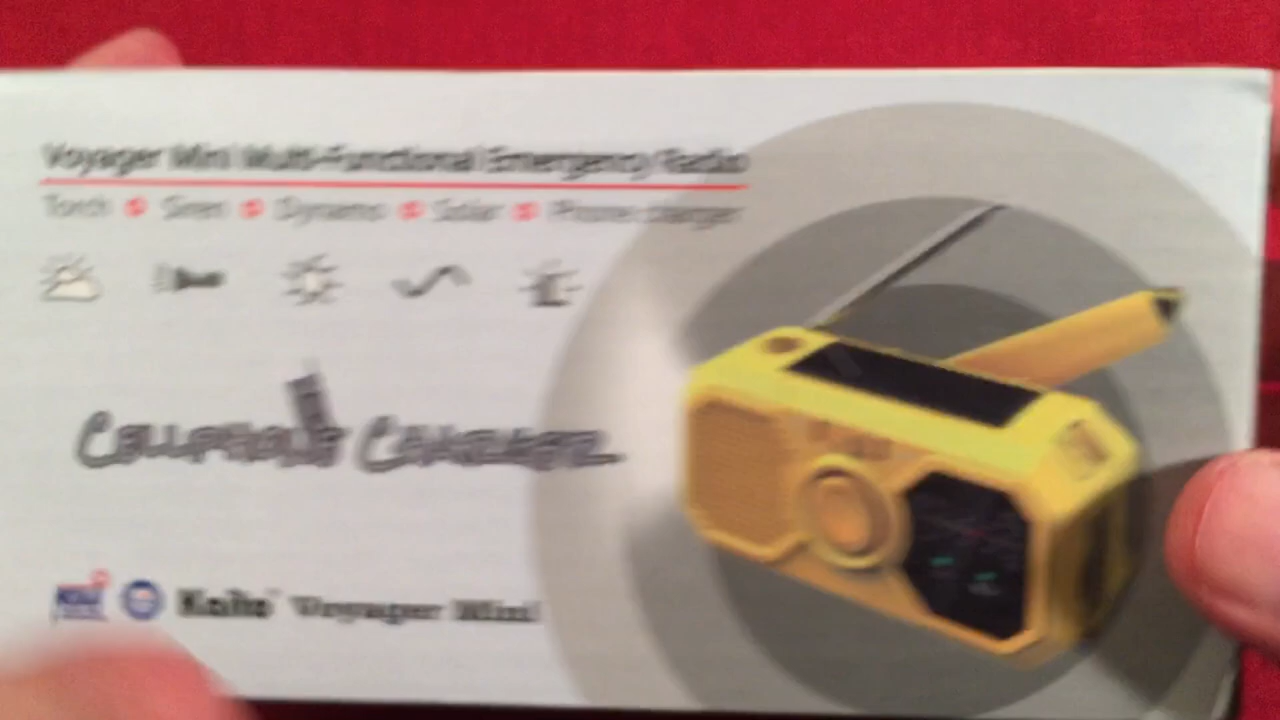 Voyager Mini Multi-Functional Emergency Radio
Torch Siren Dynamo Solar Phone charger
CELLPHONE CHARGER
Kaito Voyager Mini